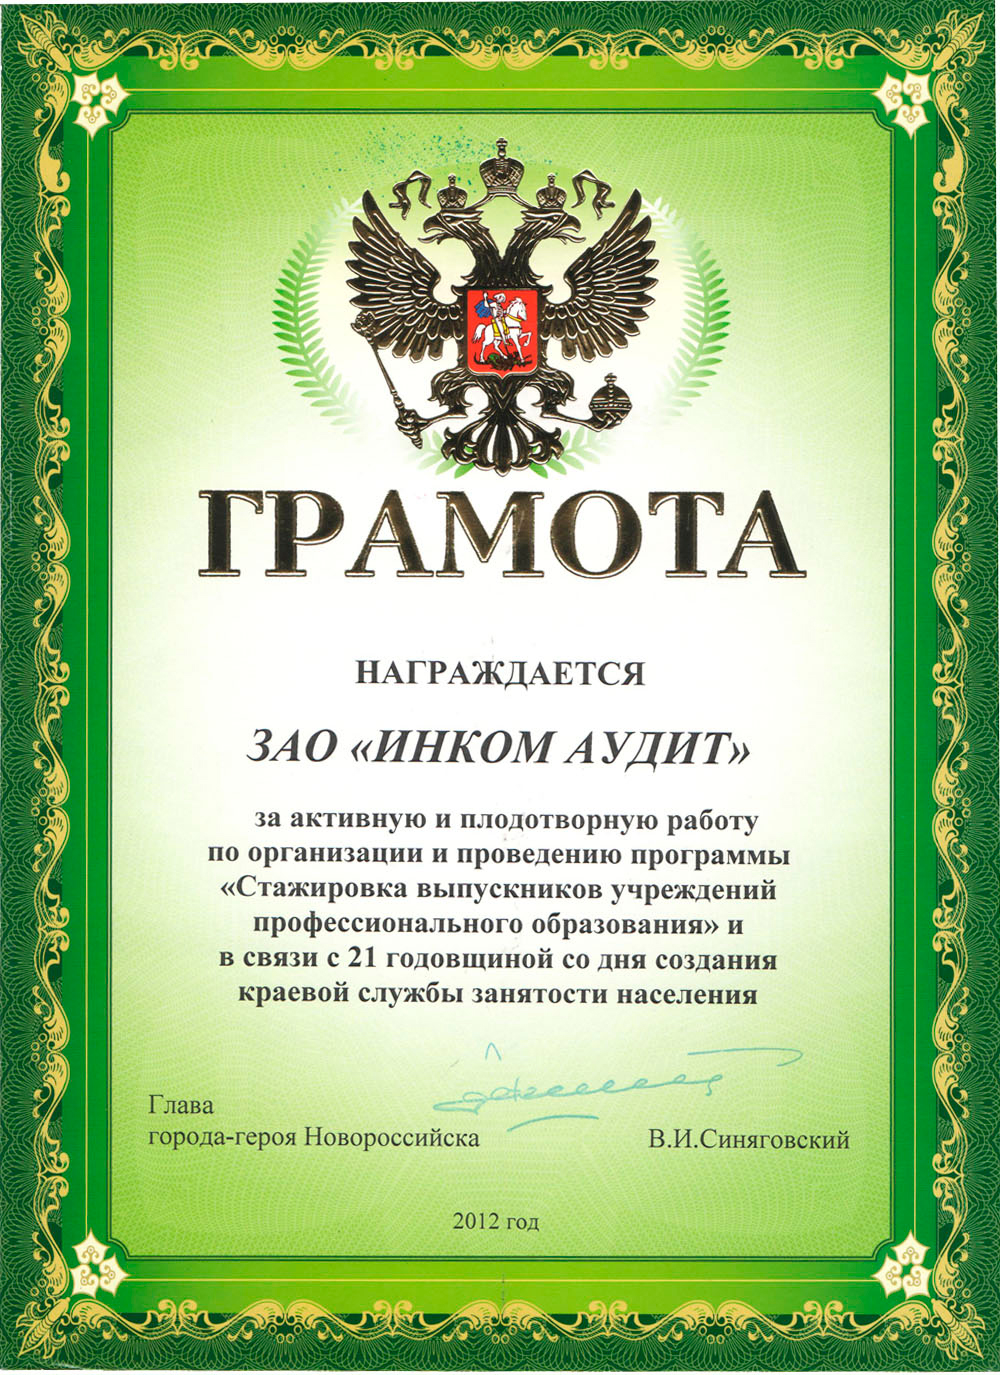 ГРАМОТА
НАГРАЖДАЕТСЯ
ЗАО «ИНКОМ АУДИТ»
за активную и плодотворную работу
по организации и проведению программы
«Стажировка выпускников учреждений
профессионального образования» и
в связи с 21 годовщиной со дня создания
краевой службы занятости населения
Глава
города-героя Новороссийска
В.И.Синяговский
2012 год